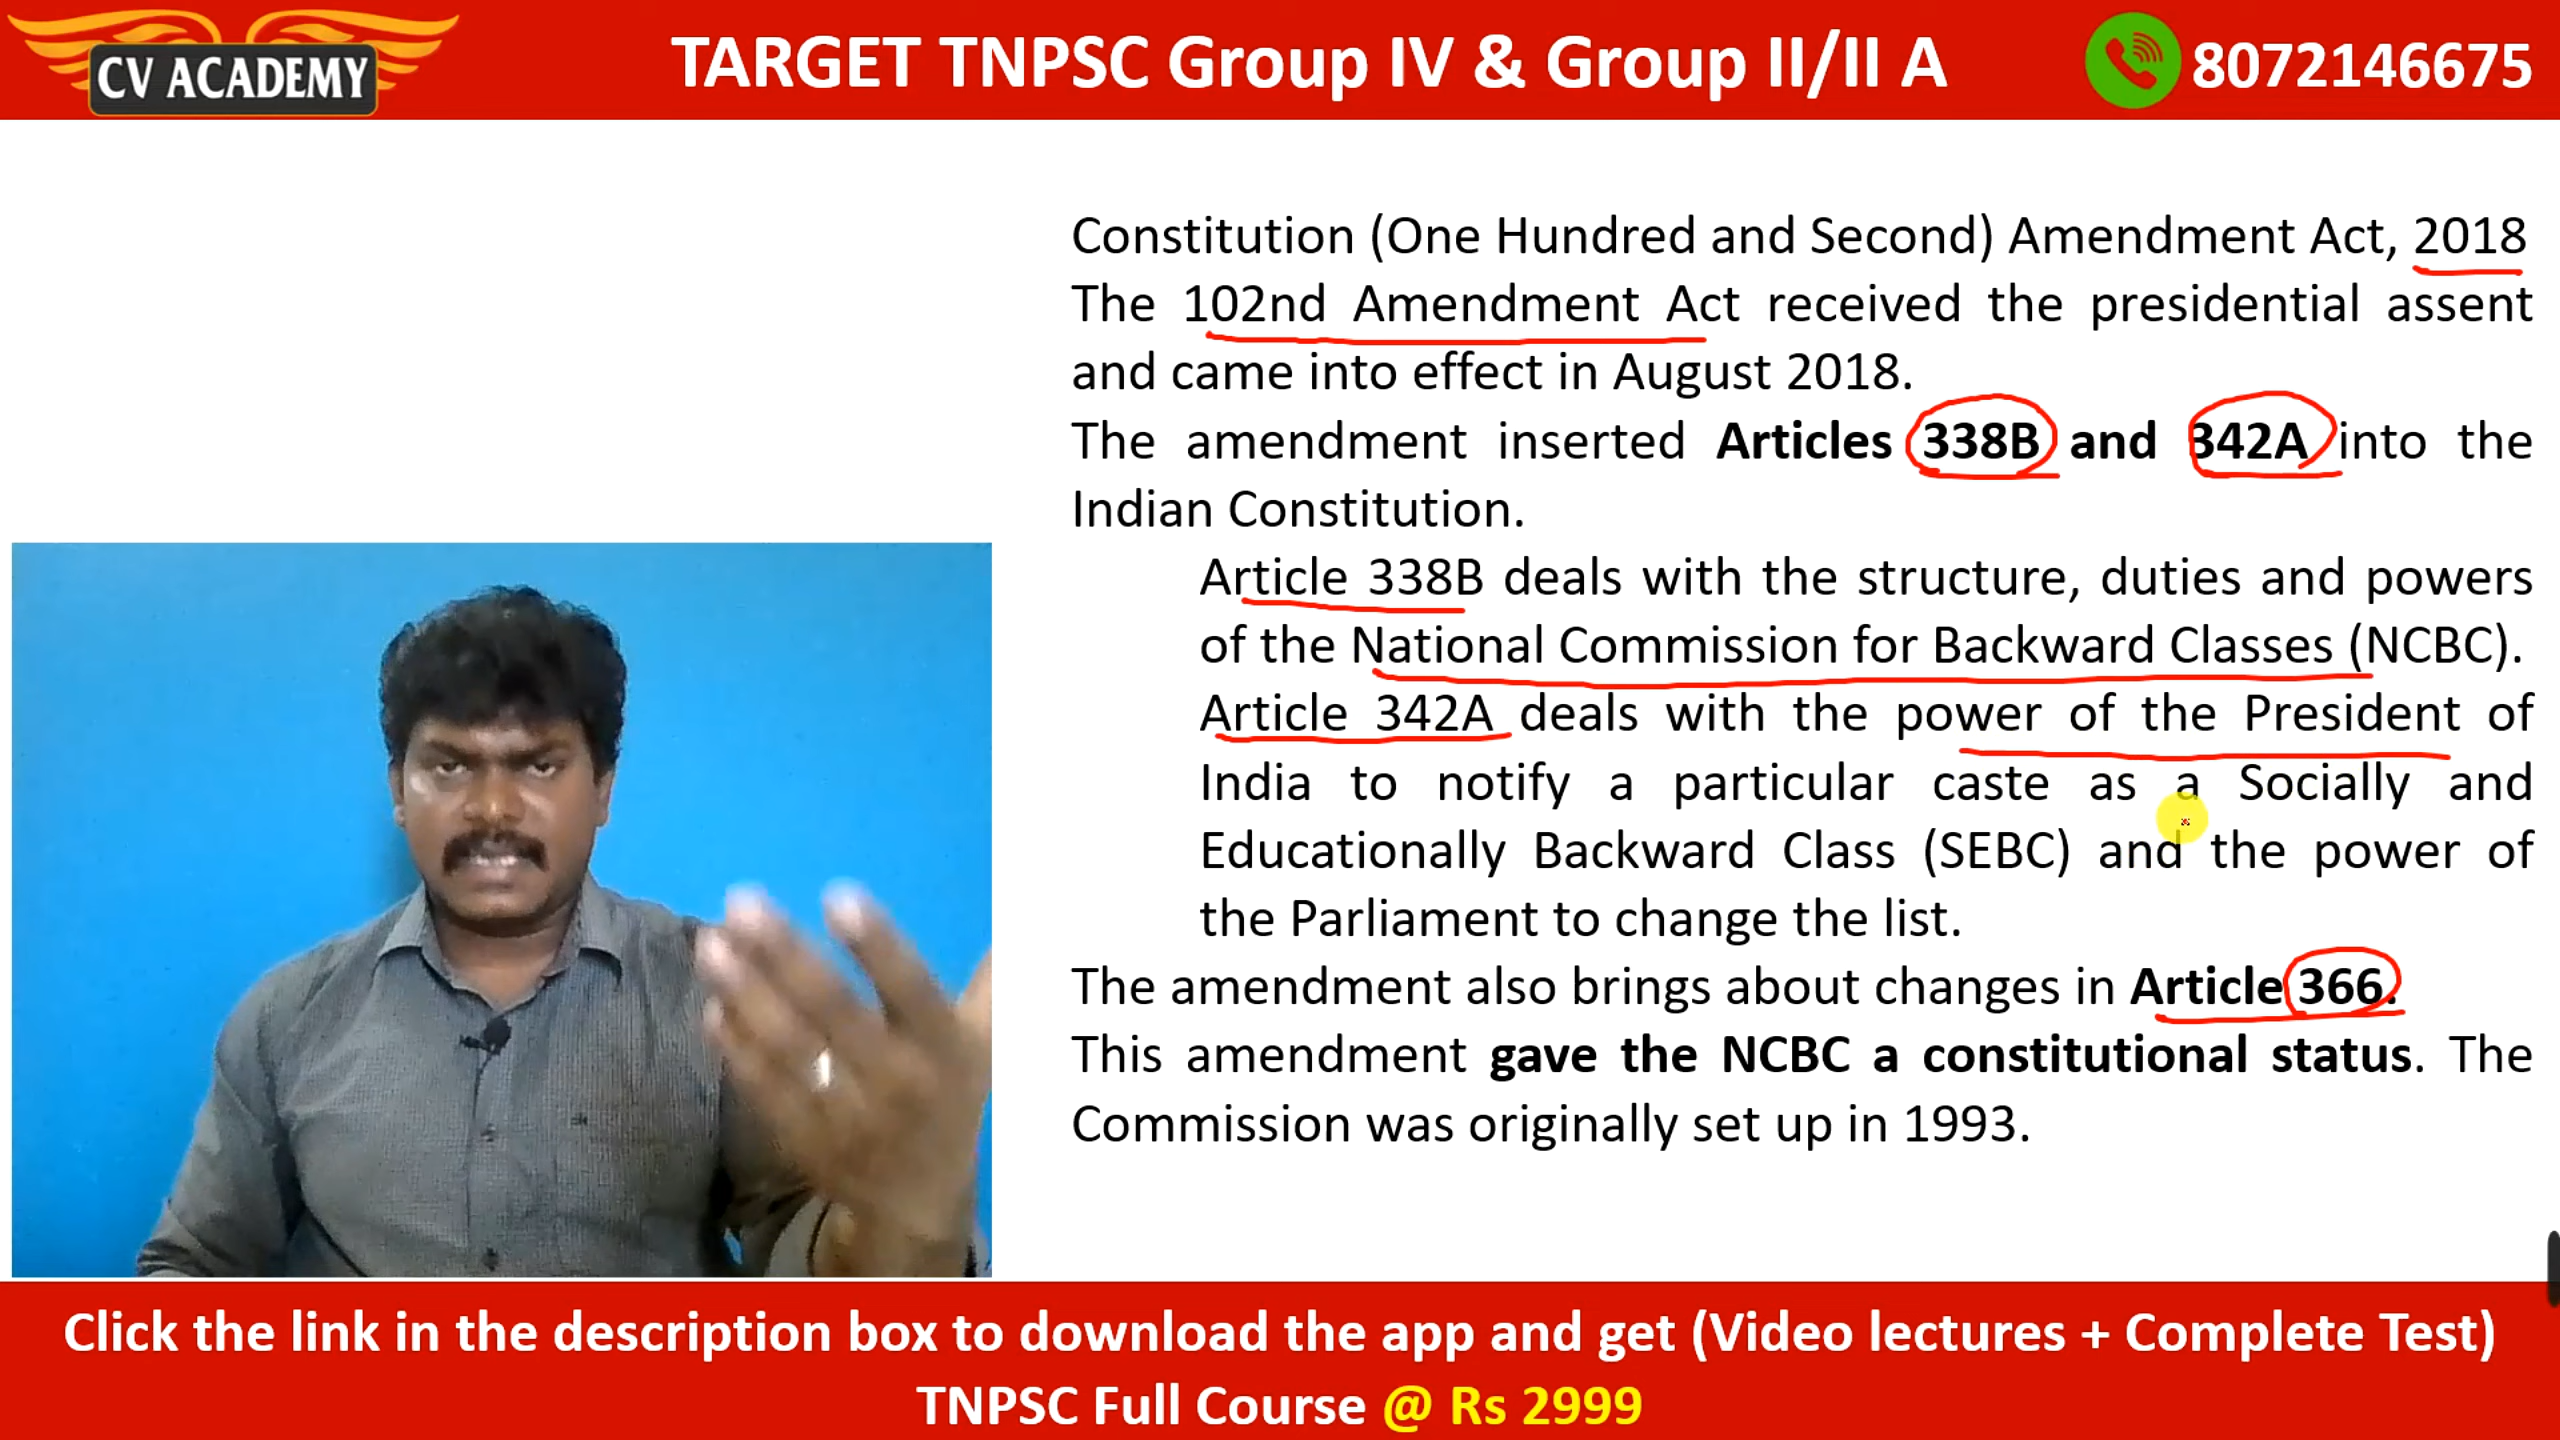 CV ACADEMY
TARGET TNPSC Group IV & Group II/II A
8072146675
Constitution (One Hundred and Second) Amendment Act, 2018
The 102nd Amendment Act received the presidential assent
and came into effect in August 2018.
The amendment inserted Articles 338B and 342A into the
Indian Constitution.
Article 338B deals with the structure, duties and powers
of the National Commission for Backward Classes (NCBC).
Article 342A deals with the power of the President of
India to notify a particular caste as a Socially and
Educationally Backward Class (SEBC) and the power of
the Parliament to change the list.
The amendment also brings about changes in Article 366.
This amendment gave the NCBC a constitutional status. The
Commission was originally set up in 1993.
Click the link in the description box to download the app and get (Video lectures + Complete Test)
TNPSC Full Course @ Rs 2999